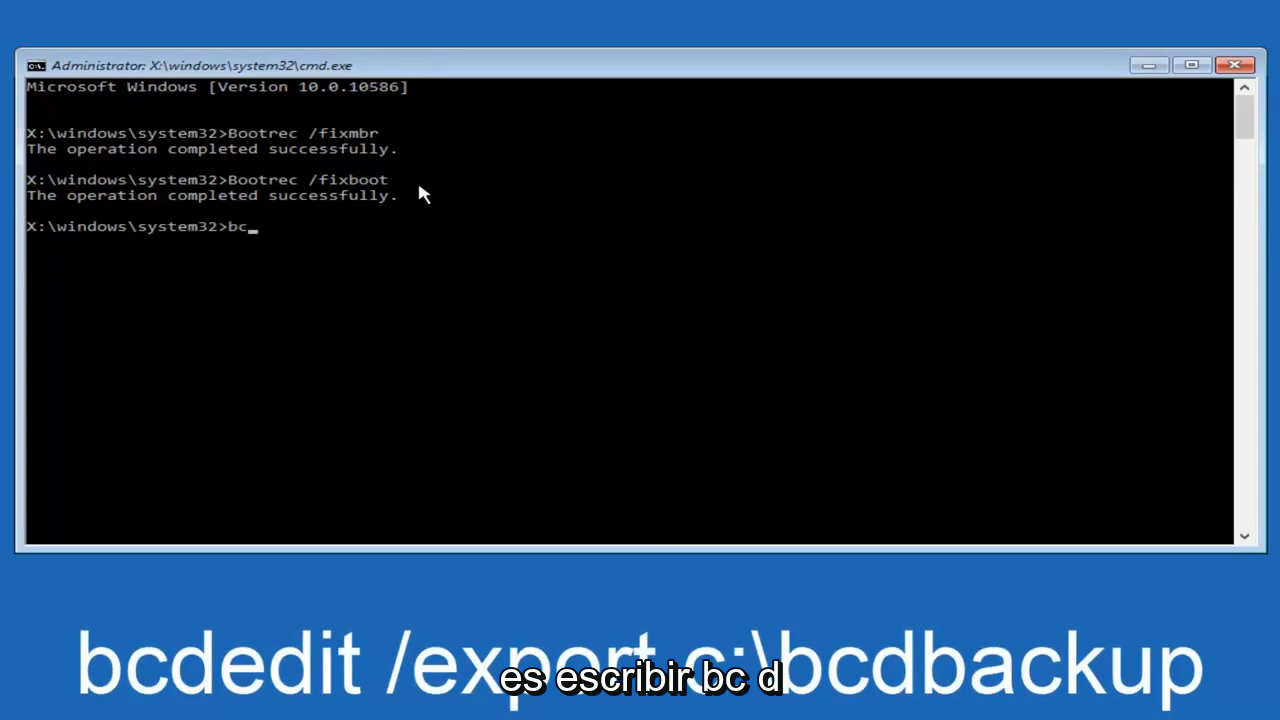 Administrator: X:\windows\system32\cmd.exe
Microsoft Windows [Version 10.0.10586]
X:\windows\system32>Bootrec /fixmbr
The operation completed successfully.
X:\windows\system32>Bootrec /fixboot
The operation completed successfully.
X:\windows\system32>bc_
bcdedit /export c:\bcdbackup
es escribir bc d